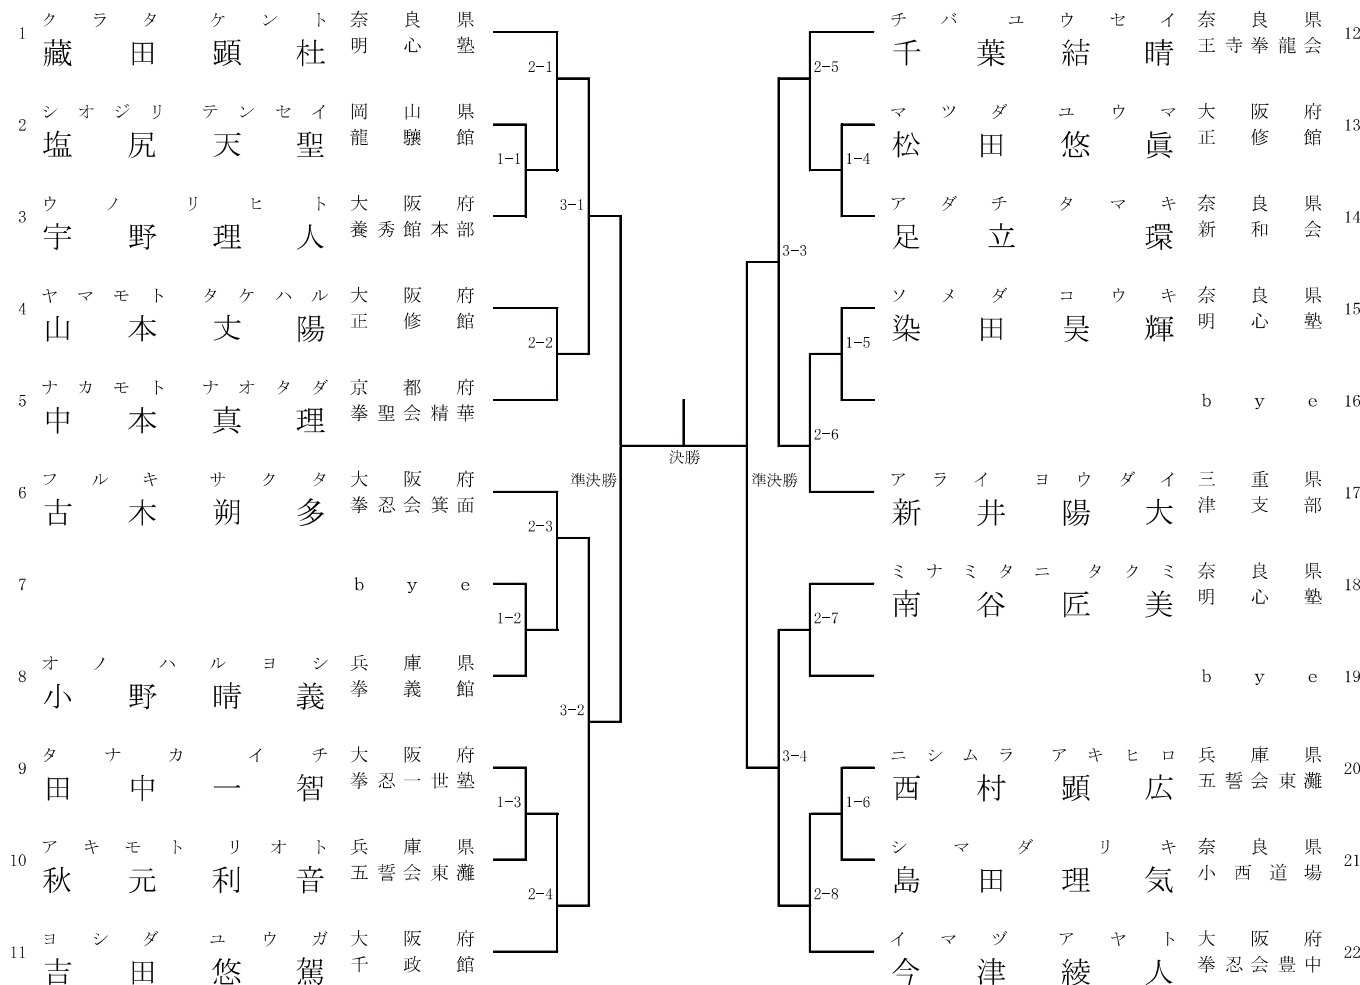 クラタ ケント 奈良県
1 藏田 顕杜 明心塾
シオジリ テンセイ 岡山県
2 塩尻 天聖 龍驤館
ウノ リヒト 大阪府
3 宇野 理人 養秀館本部
ヤマモト タケハル 大阪府
4 山本 丈陽 正修館
ナカモト ナオタダ 京都府
5 中本 真理 拳聖会精華
フルキ サクタ 大阪府
6 古木 朔多 拳忍会箕面
7 bye
オノ ハルヨシ 兵庫県
8 小野 晴義 拳義館
タナカ イチ 大阪府
9 田中 一智 拳忍一世塾
アキモト リオト 兵庫県
10 秋元 利音 五誓会東灘
ヨシダ ユウガ 大阪府
11 吉田 悠駕 千政館
2-1
1-1
3-1
2-2
準決勝
2-3
1-2
3-2
1-3
2-4
決勝
2-5
1-4
3-3
1-5
2-6
準決勝
2-7
3-4
1-6
2-8
チバ ユウセイ 奈良県
千葉 結晴 王寺拳龍会 12
マツダ ユウマ 大阪府
松田 悠眞 正修館 13
アダチ タマキ 奈良県
足立 環 新和会 14
ソメダ コウキ 奈良県
染田 昊輝 明心塾 15
bye 16
アライ ヨウダイ 三重県
新井 陽大 津支部 17
ミナミタニ タクミ 奈良県
南谷 匠美 明心塾 18
bye 19
ニシムラ アキヒロ 兵庫県
西村 顕広 五誓会東灘 20
シマダ リキ 奈良県
島田 理気 小西道場 21
イマヅ アヤト 大阪府
今津 綾人 拳忍会豊中 22